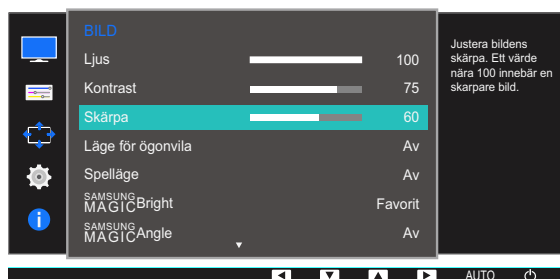 BILD
Ljus 100
Kontrast 75
Skärpa 60
Läge för ögonvila Av
Spelläge Av
SAMSUNG MAGICBright Favorit
SAMSUNG MAGICAngle Av
Justera bildens
skärpa. Ett värde
nära 100 innebär en
skarpare bild.
AUTO